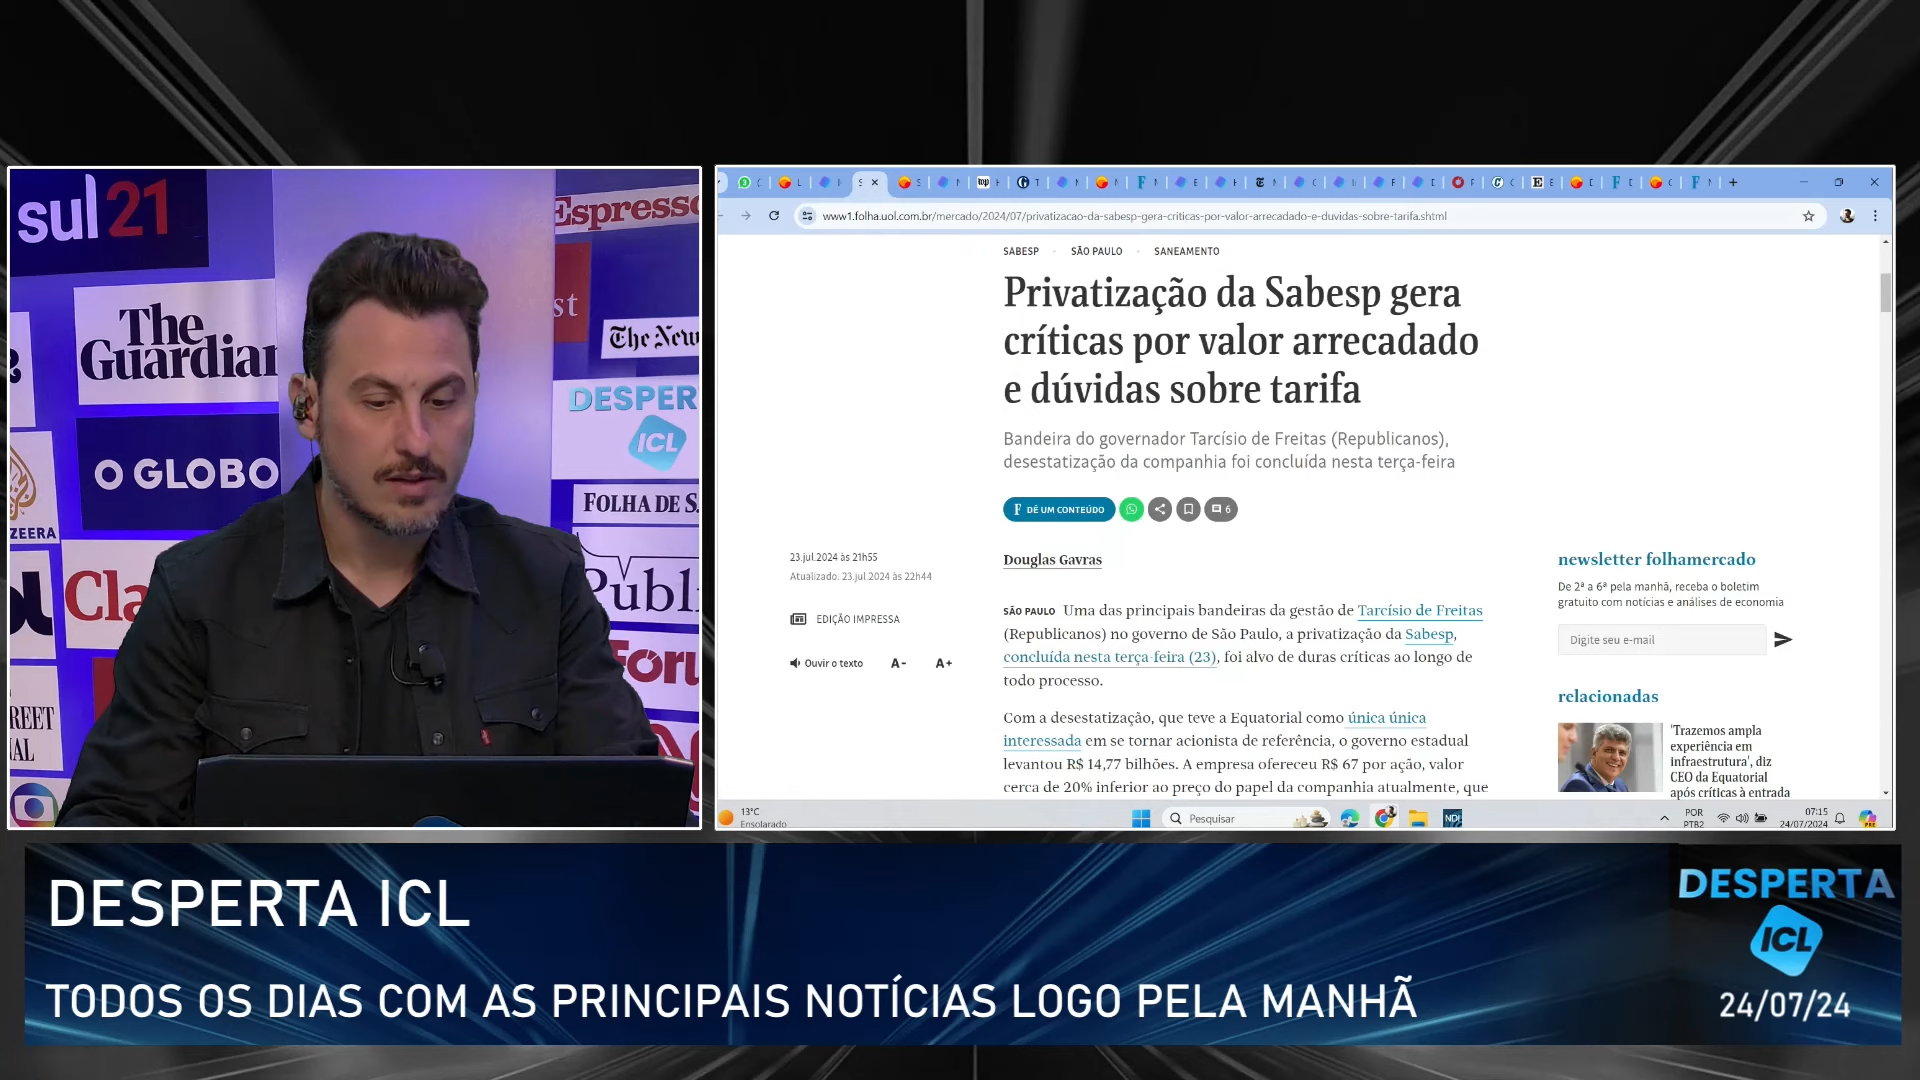 sul21
The Guardian
O GLOBO
ZEERA
Cla
REET
NAL
Espresso
st
The New
DESPER
ICL
FOLHA DE S.
Públi
Foru
www1.folha.uol.com.br/mercado/2024/07/privatizacao-da-sabesp-gera-criticas-por-valor-arrecadado-e-duvidas-sobre-tarifa.shtml
SABESP · SÃO PAULO · SANEAMENTO
Privatização da Sabesp gera
críticas por valor arrecadado
e dúvidas sobre tarifa
Bandeira do governador Tarcísio de Freitas (Republicanos),
desestatização da companhia foi concluída nesta terça-feira
F DÊ UM CONTEÚDO 6
23.jul.2024 às 21h55
Atualizado: 23.jul.2024 às 22h44
EDIÇÃO IMPRESSA
Ouvir o texto A- A+
Douglas Gavras
SÃO PAULO Uma das principais bandeiras da gestão de Tarcísio de Freitas
(Republicanos) no governo de São Paulo, a privatização da Sabesp,
concluída nesta terça-feira (23), foi alvo de duras críticas ao longo de
todo processo.
Com a desestatização, que teve a Equatorial como única única
interessada em se tornar acionista de referência, o governo estadual
levantou R$ 14,77 bilhões. A empresa ofereceu R$ 67 por ação, valor
cerca de 20% inferior ao preço do papel da companhia atualmente, que
newsletter folhamercado
De 2ª a 6ª pela manhã, receba o boletim
gratuito com notícias e análises de economia
Digite seu e-mail
relacionadas
'Trazemos ampla
experiência em
infraestrutura', diz
CEO da Equatorial
após críticas à entrada
13°C
Ensolarado
Pesquisar
POR
PTB2
07:15
24/07/2024
DESPERTA ICL
TODOS OS DIAS COM AS PRINCIPAIS NOTÍCIAS LOGO PELA MANHÃ
DESPERTA
ICL
24/07/24